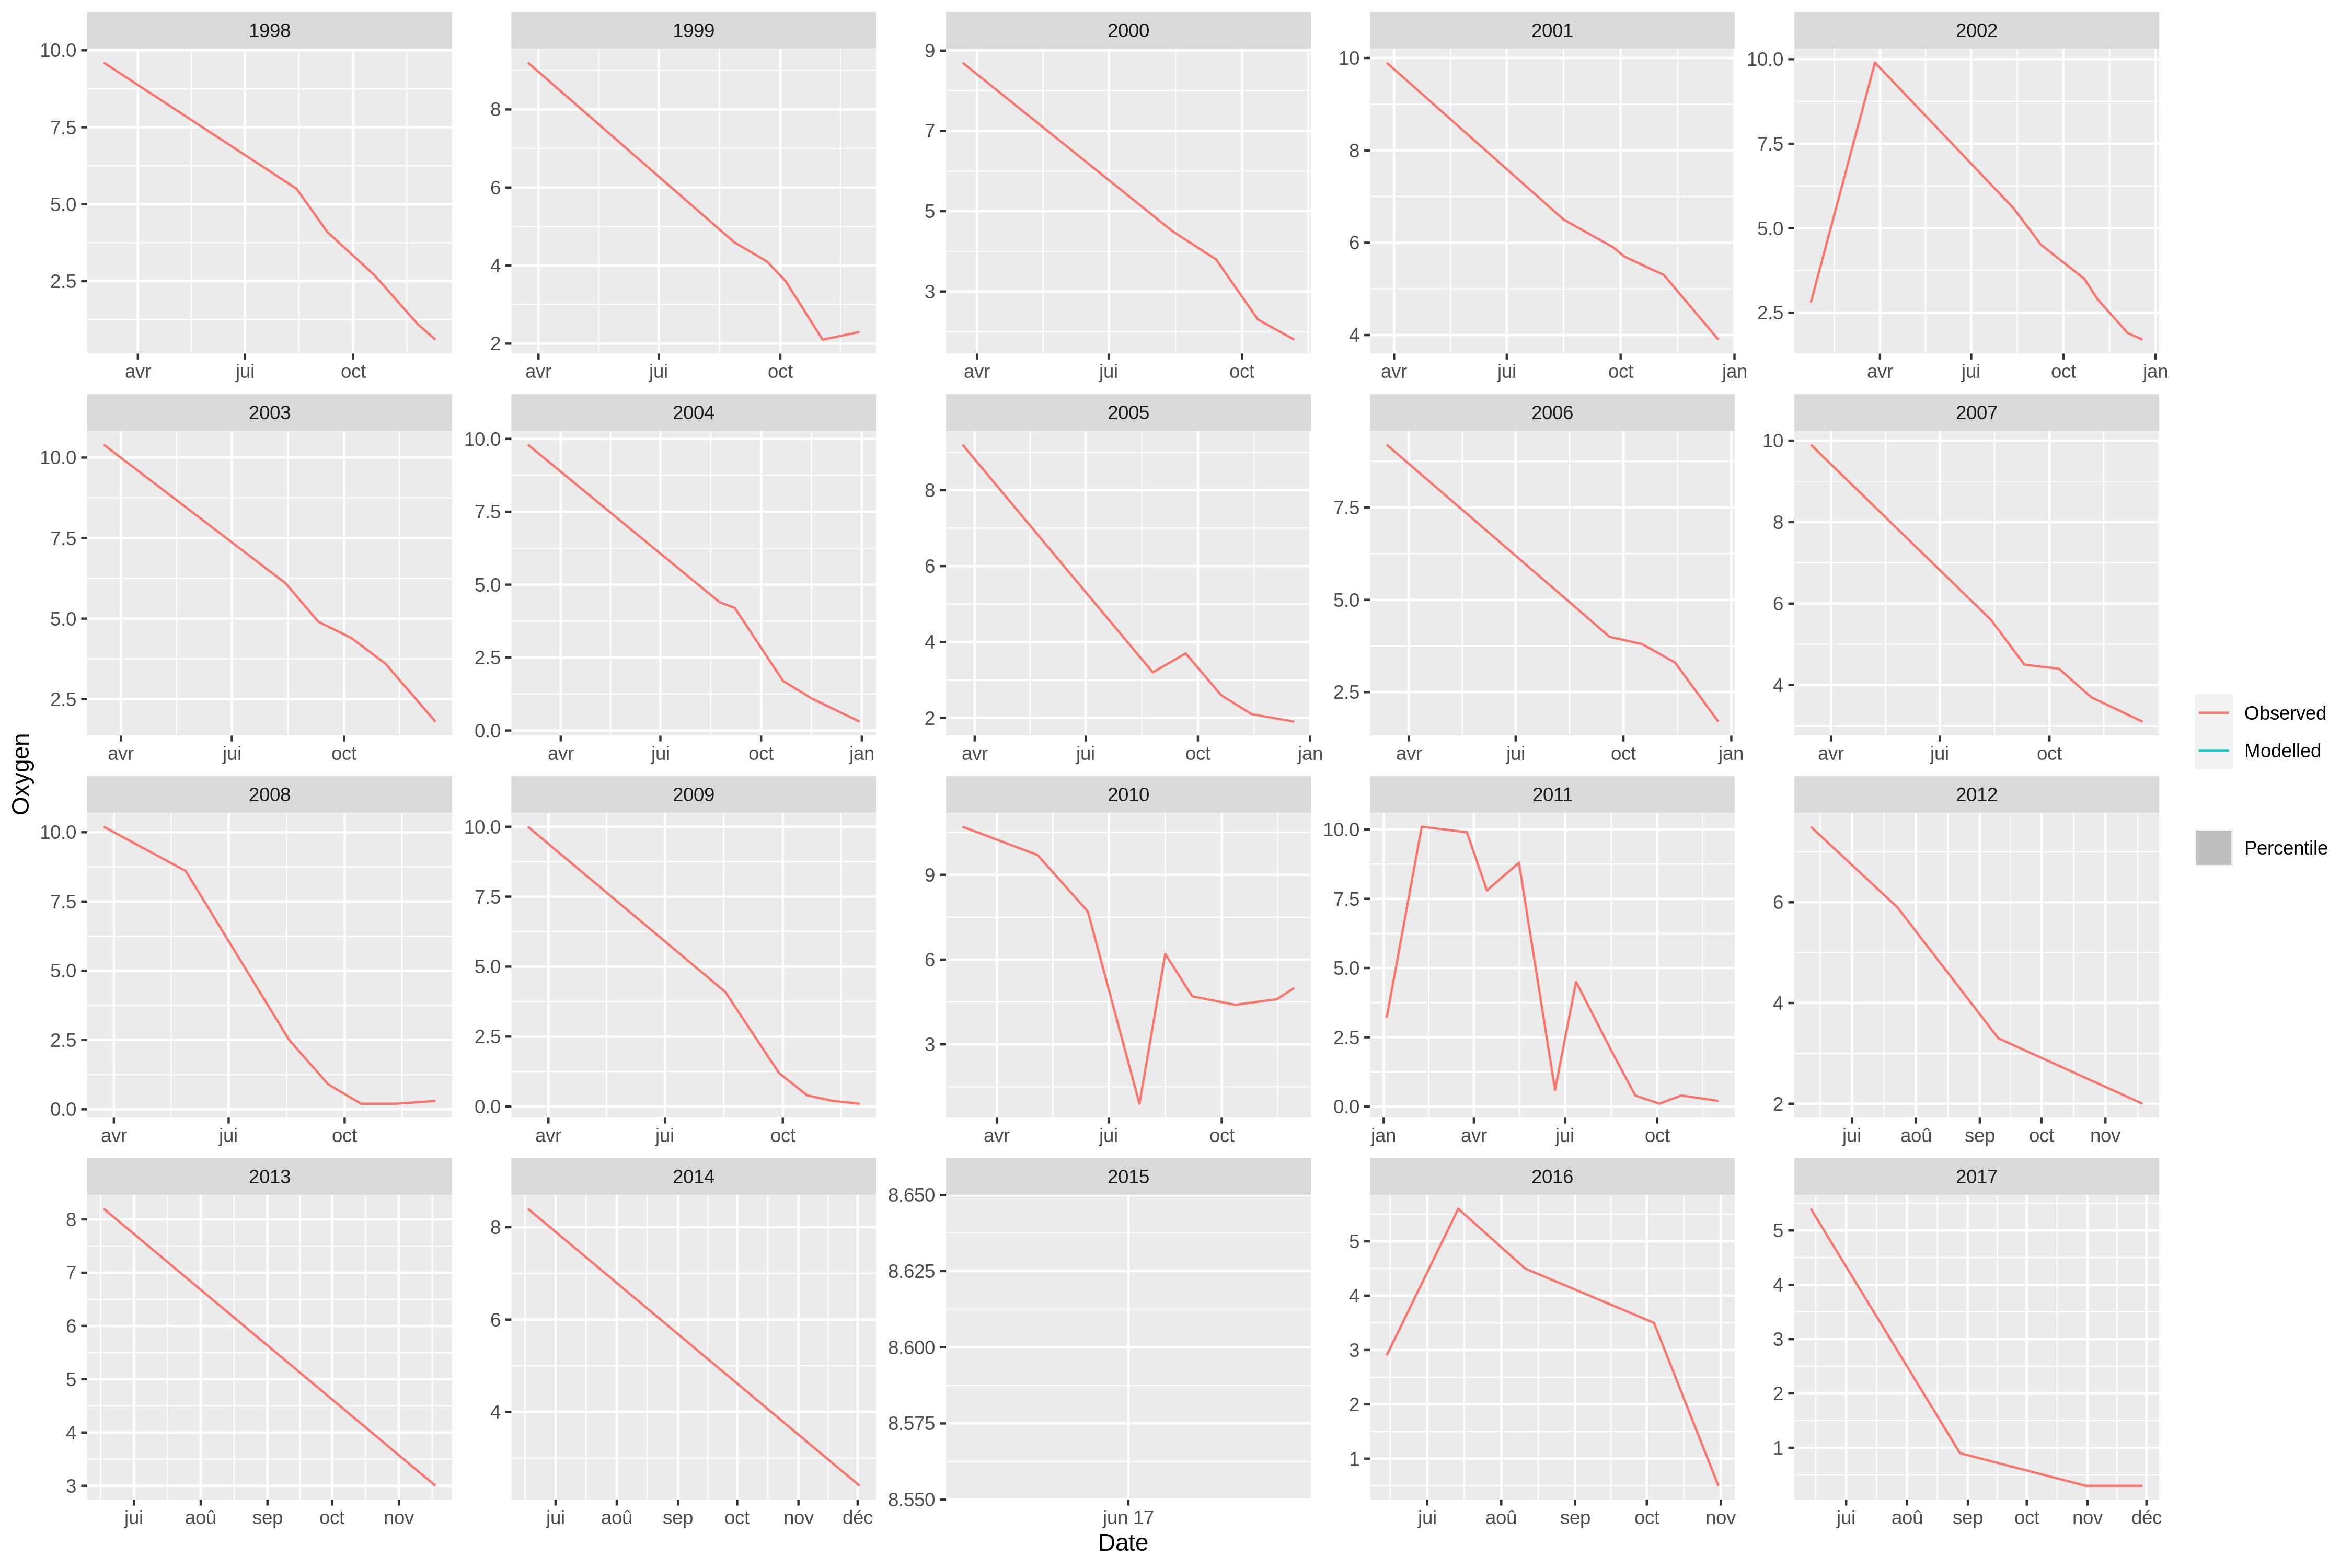 1998 1999 2000 2001 2002
10.0 7.5 5.0 2.5
avr jui oct
8 6 4 2
avr jui oct
9 7 5 3
avr jui oct
10 8 6 4
avr jui oct jan
10.0 7.5 5.0 2.5
avr jui oct jan
2003 2004 2005 2006 2007
10.0 7.5 5.0 2.5
avr jui oct
10.0 7.5 5.0 2.5 0.0
avr jui oct jan
8 6 4 2
avr jui oct jan
7.5 5.0 2.5
avr jui oct jan
10 8 6 4
avr jui oct
Oxygen
Observed
Modelled
Percentile
2008 2009 2010 2011 2012
10.0 7.5 5.0 2.5 0.0
avr jui oct
10.0 7.5 5.0 2.5 0.0
avr jui oct
9 6 3
avr jui oct
10.0 7.5 5.0 2.5 0.0
jan avr jui oct
6 4 2
jui aoû sep oct nov
2013 2014 2015 2016 2017
8 7 6 5 4 3
jui aoû sep oct nov
8 6 4
jui aoû sep oct nov déc
8.650 8.625 8.600 8.575 8.550
jun 17
5 4 3 2 1
jui aoû sep oct nov
5 4 3 2 1
jui aoû sep oct nov déc
Date